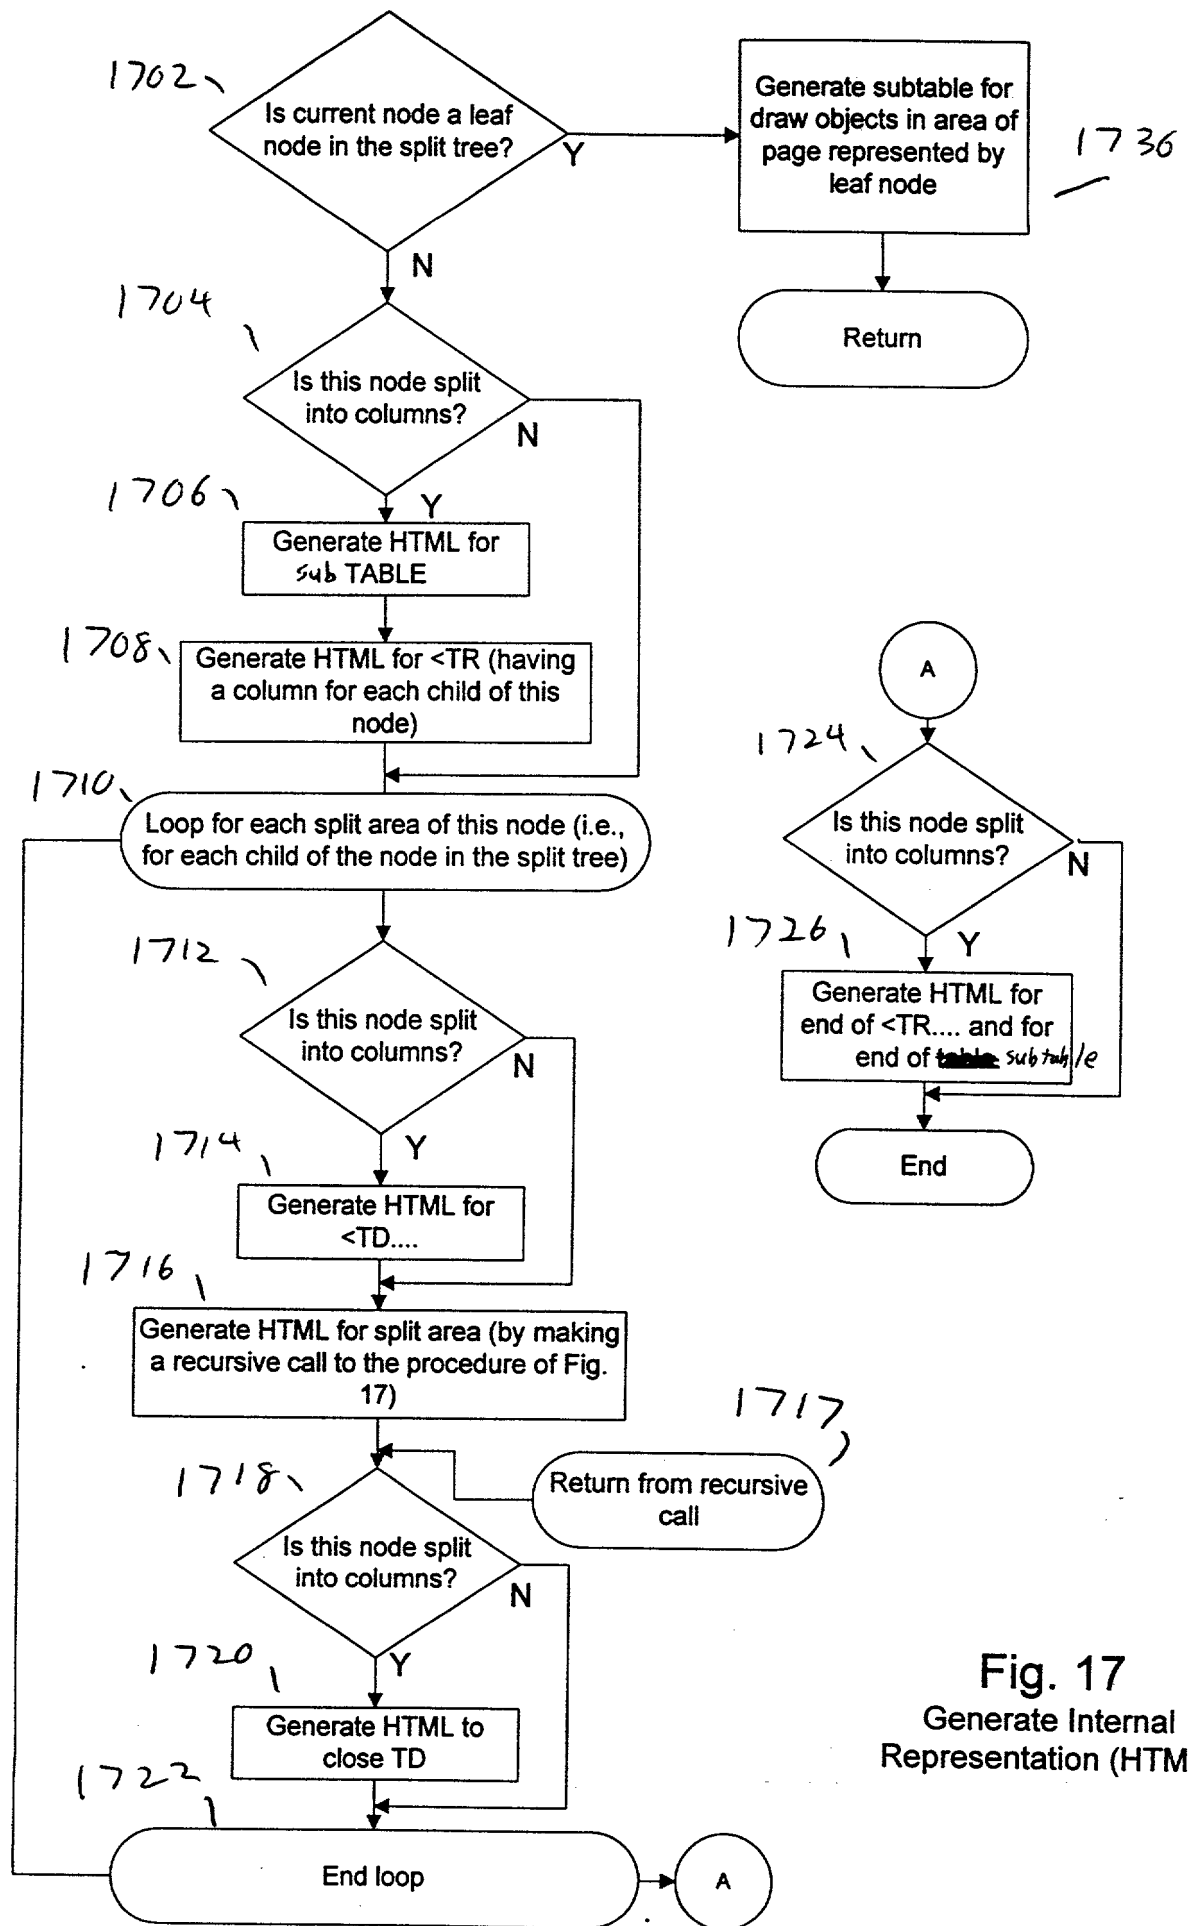 1702
Is current node a leaf
node in the split tree?
Y
N
Generate subtable for
draw objects in area of
page represented by
leaf node
1736
Return
1704
Is this node split
into columns?
N
Y
1706
Generate HTML for
sub TABLE
1708
Generate HTML for <TR (having
a column for each child of this
node)
1710
Loop for each split area of this node (i.e.,
for each child of the node in the split tree)
1712
Is this node split
into columns?
N
Y
1714
Generate HTML for
<TD....
1716
Generate HTML for split area (by making
a recursive call to the procedure of Fig.
17)
1717
Return from recursive
call
1718
Is this node split
into columns?
N
Y
1720
Generate HTML to
close TD
1722
End loop
A
A
1724
Is this node split
into columns?
N
Y
1726
Generate HTML for
end of <TR.... and for
end of table subtable
End
Fig. 17
Generate Internal
Representation (HTM